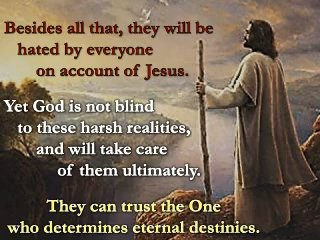 Besides all that, they will be
hated by everyone
on account of Jesus.
Yet God is not blind
to these harsh realities,
and will take care
of them ultimately.
They can trust the One
who determines eternal destinies.